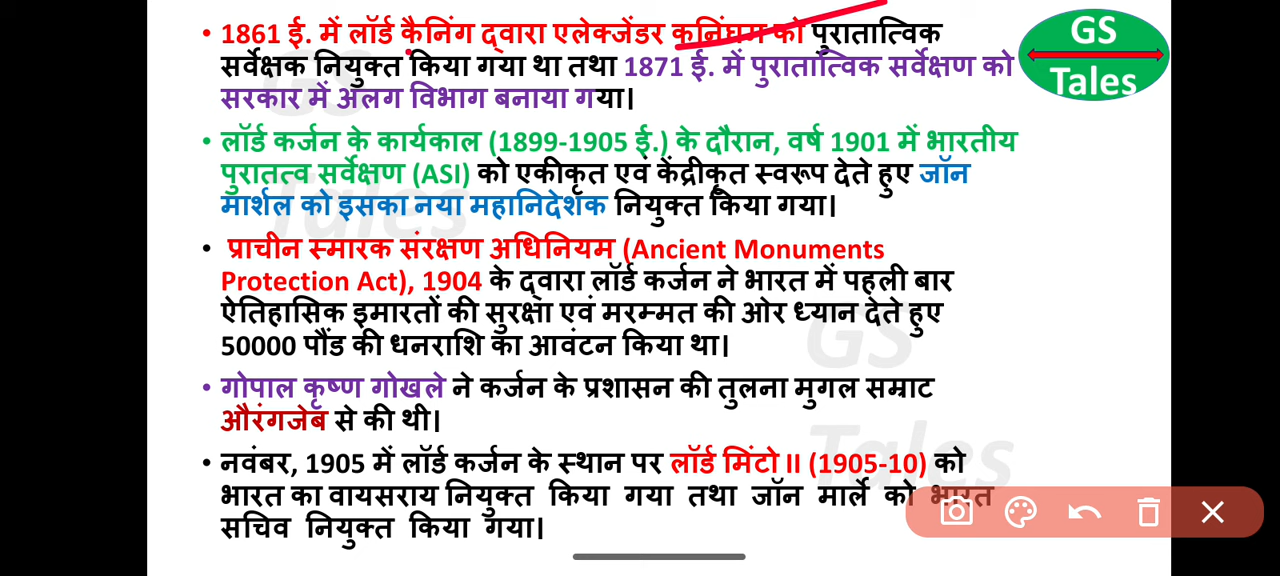 • 1861 ई. में लॉर्ड कैनिंग द्वारा एलेक्जेंडर कनिंघम को पुरातात्विक
सर्वेक्षक नियुक्त किया गया था तथा 1871 ई. में पुरातात्विक सर्वेक्षण को
सरकार में अलग विभाग बनाया गया।
GS
Tales
• लॉर्ड कर्जन के कार्यकाल (1899-1905 ई.) के दौरान, वर्ष 1901 में भारतीय
पुरातत्व सर्वेक्षण (ASI) को एकीकृत एवं केंद्रीकृत स्वरूप देते हुए जॉन
मार्शल को इसका नया महानिदेशक नियुक्त किया गया।
• प्राचीन स्मारक संरक्षण अधिनियम (Ancient Monuments
Protection Act), 1904 के द्वारा लॉर्ड कर्जन ने भारत में पहली बार
ऐतिहासिक इमारतों की सुरक्षा एवं मरम्मत की ओर ध्यान देते हुए
50000 पौंड की धनराशि का आवंटन किया था।
• गोपाल कृष्ण गोखले ने कर्जन के प्रशासन की तुलना मुगल सम्राट
औरंगजेब से की थी।
• नवंबर, 1905 में लॉर्ड कर्जन के स्थान पर लॉर्ड मिंटो II (1905-10) को
भारत का वायसराय नियुक्त किया गया तथा जॉन मार्ले को भारत
सचिव नियुक्त किया गया।
GS
Tales
GS
Tales